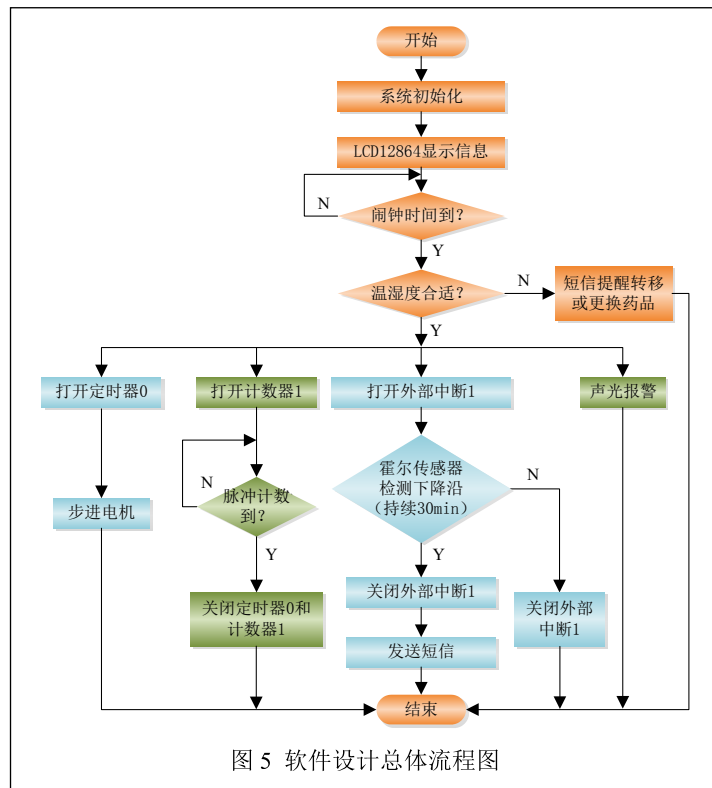 开始
系统初始化
LCD12864显示信息
N
闹钟时间到？
Y
温湿度合适？
N
短信提醒转移
或更换药品
Y
打开定时器0
打开计数器1
打开外部中断1
声光报警
步进电机
N
脉冲计数
到？
Y
关闭定时器0和
计数器1
霍尔传感器
检测下降沿
（持续30min）
N
Y
关闭外部中断1
发送短信
关闭外部
中断1
结束
图 5 软件设计总体流程图